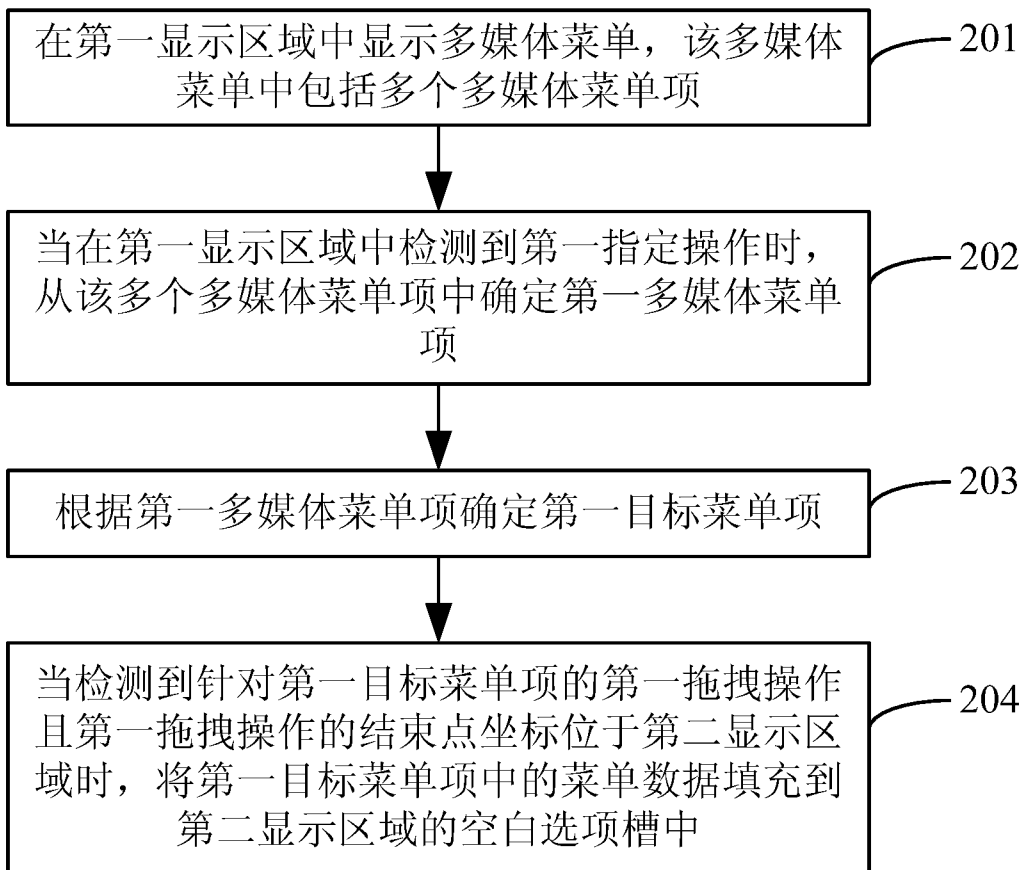 在第一显示区域中显示多媒体菜单，该多媒体
菜单中包括多个多媒体菜单项
201
当在第一显示区域中检测到第一指定操作时，
从该多个多媒体菜单项中确定第一多媒体菜单
项
202
根据第一多媒体菜单项确定第一目标菜单项
203
当检测到针对第一目标菜单项的第一拖拽操作
且第一拖拽操作的结束点坐标位于第二显示区
域时，将第一目标菜单项中的菜单数据填充到
第二显示区域的空白选项槽中
204